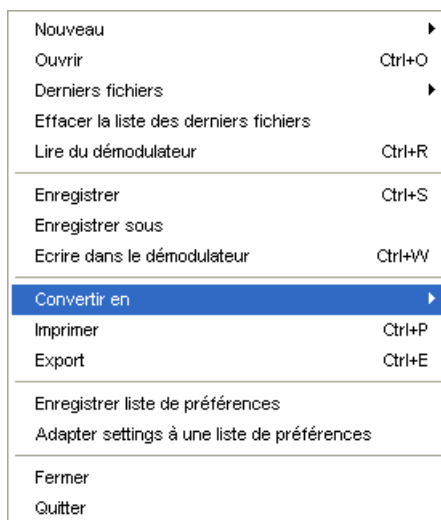 Nouveau
Ouvrir Ctrl+O
Derniers fichiers
Effacer la liste des derniers fichiers
Lire du démodulateur Ctrl+R
Enregistrer Ctrl+S
Enregistrer sous
Ecrire dans le démodulateur Ctrl+W
Convertir en
Imprimer Ctrl+P
Export Ctrl+E
Enregistrer liste de préférences
Adapter settings à une liste de préférences
Fermer
Quitter